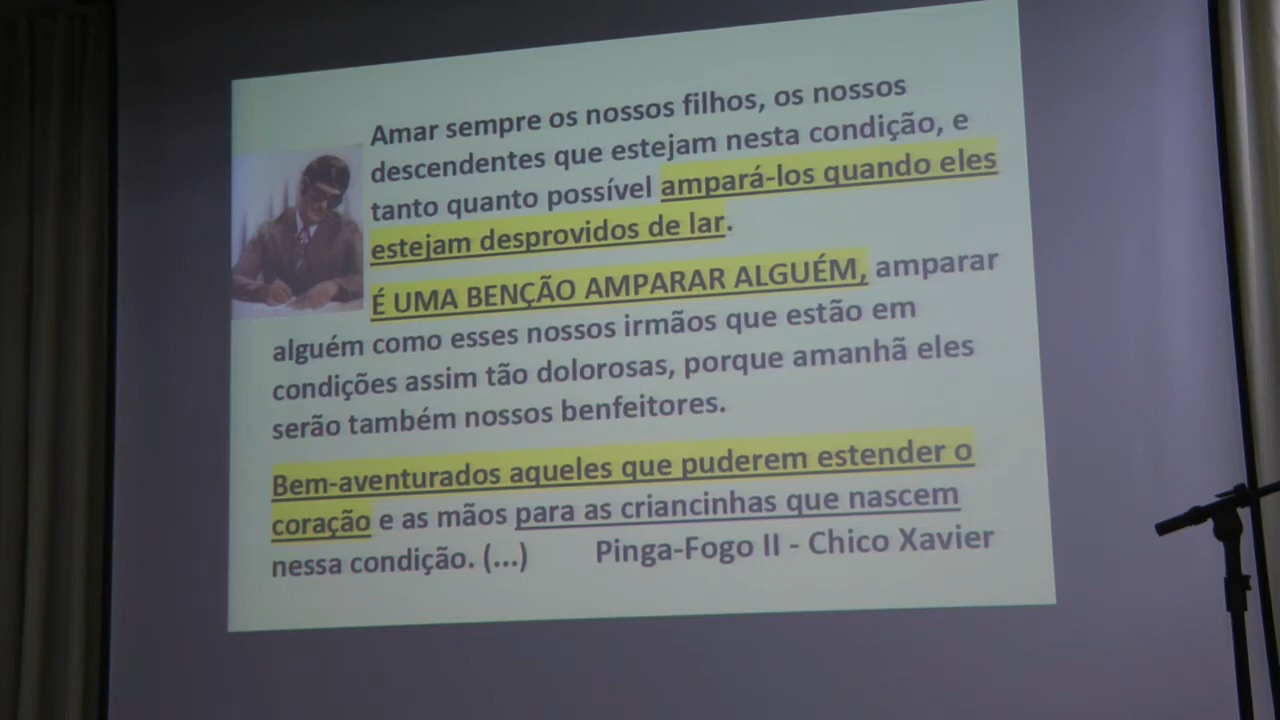 Amar sempre os nossos filhos, os nossos
descendentes que estejam nesta condição, e
tanto quanto possível ampará-los quando eles
estejam desprovidos de lar.
É UMA BENÇÃO AMPARAR ALGUÉM, amparar
alguém como esses nossos irmãos que estão em
condições assim tão dolorosas, porque amanhã eles
serão também nossos benfeitores.
Bem-aventurados aqueles que puderem estender o
coração e as mãos para as criancinhas que nascem
nessa condição. (...) Pinga-Fogo II - Chico Xavier